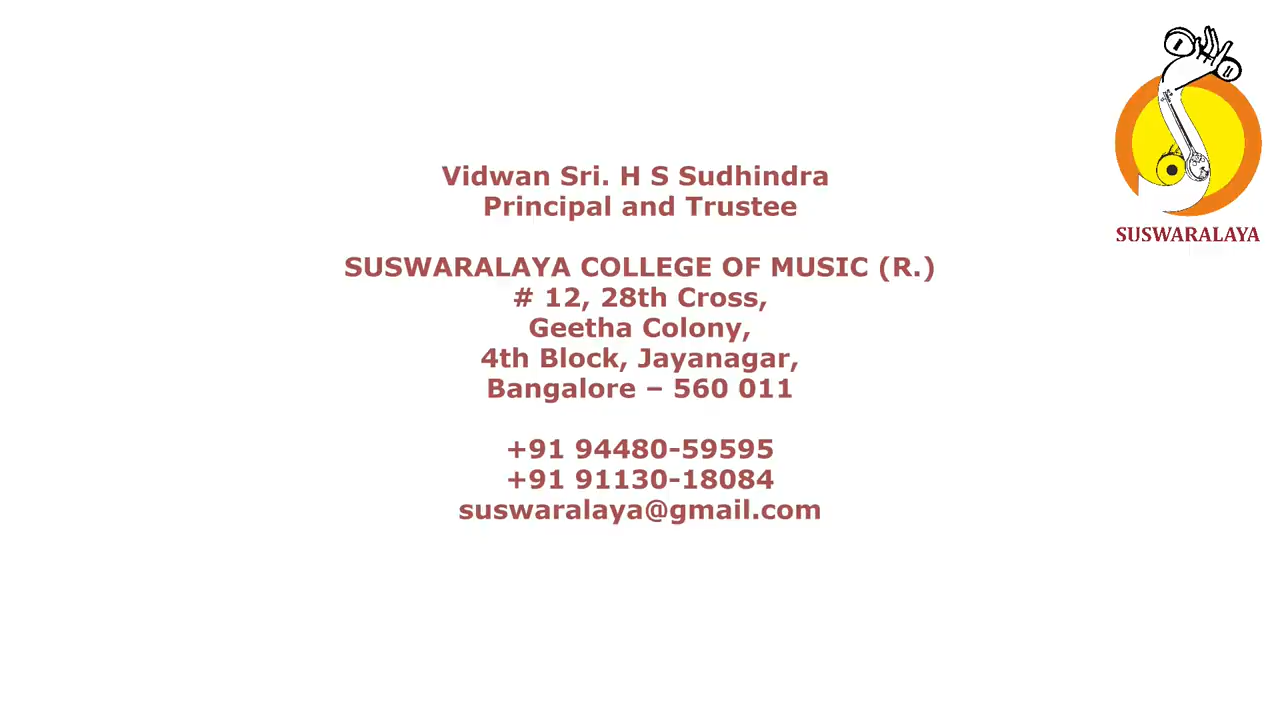 Vidwan Sri. H S Sudhindra
Principal and Trustee
SUSWARALAYA COLLEGE OF MUSIC (R.)
# 12, 28th Cross,
Geetha Colony,
4th Block, Jayanagar,
Bangalore – 560 011
+91 94480-59595
+91 91130-18084
suswaralaya@gmail.com
SUSWARALAYA